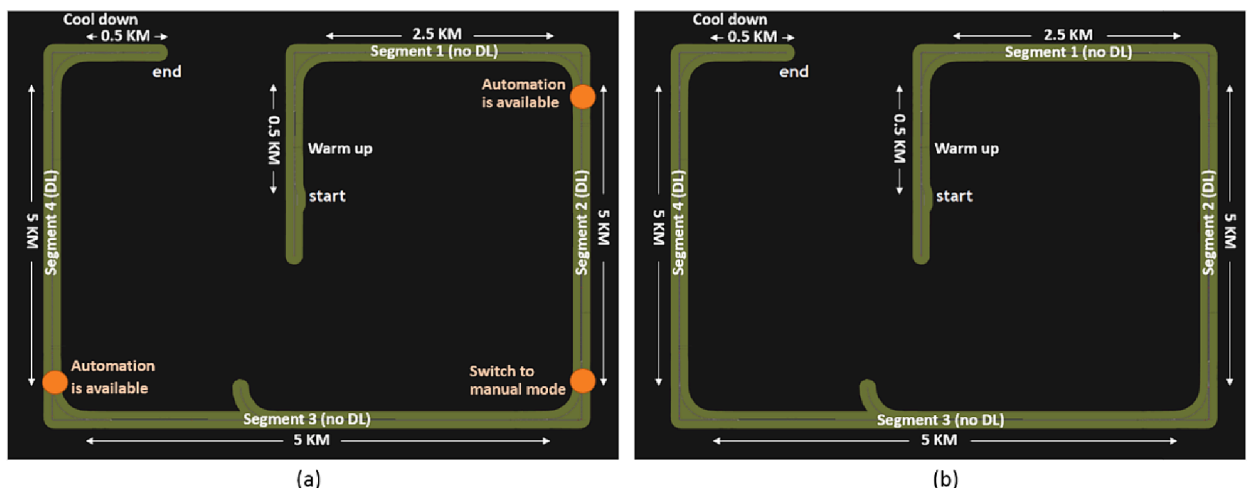 Cool down
0.5 KM
end
2.5 KM
Segment 1 (no DL)
Automation
is available
0.5 KM
Warm up
start
Segment 4 (DL)
5 KM
Segment 2 (DL)
5 KM
Automation
is available
Switch to
manual mode
Segment 3 (no DL)
5 KM
(a)
Cool down
0.5 KM
end
2.5 KM
Segment 1 (no DL)
0.5 KM
Warm up
start
Segment 4 (DL)
5 KM
Segment 2 (DL)
5 KM
Segment 3 (no DL)
5 KM
(b)